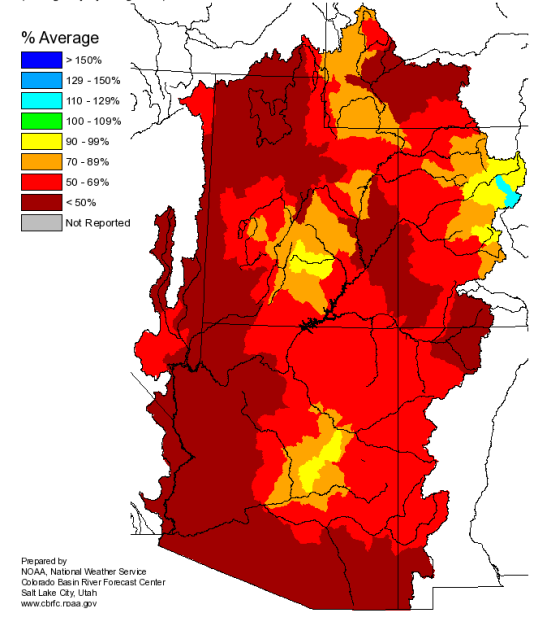 % Average
> 150%
129 - 150%
110 - 129%
100 - 109%
90 - 99%
70 - 89%
50 - 69%
< 50%
Not Reported
Prepared by
NOAA, National Weather Service
Colorado Basin River Forecast Center
Salt Lake City, Utah
www.cbrfc.noaa.gov